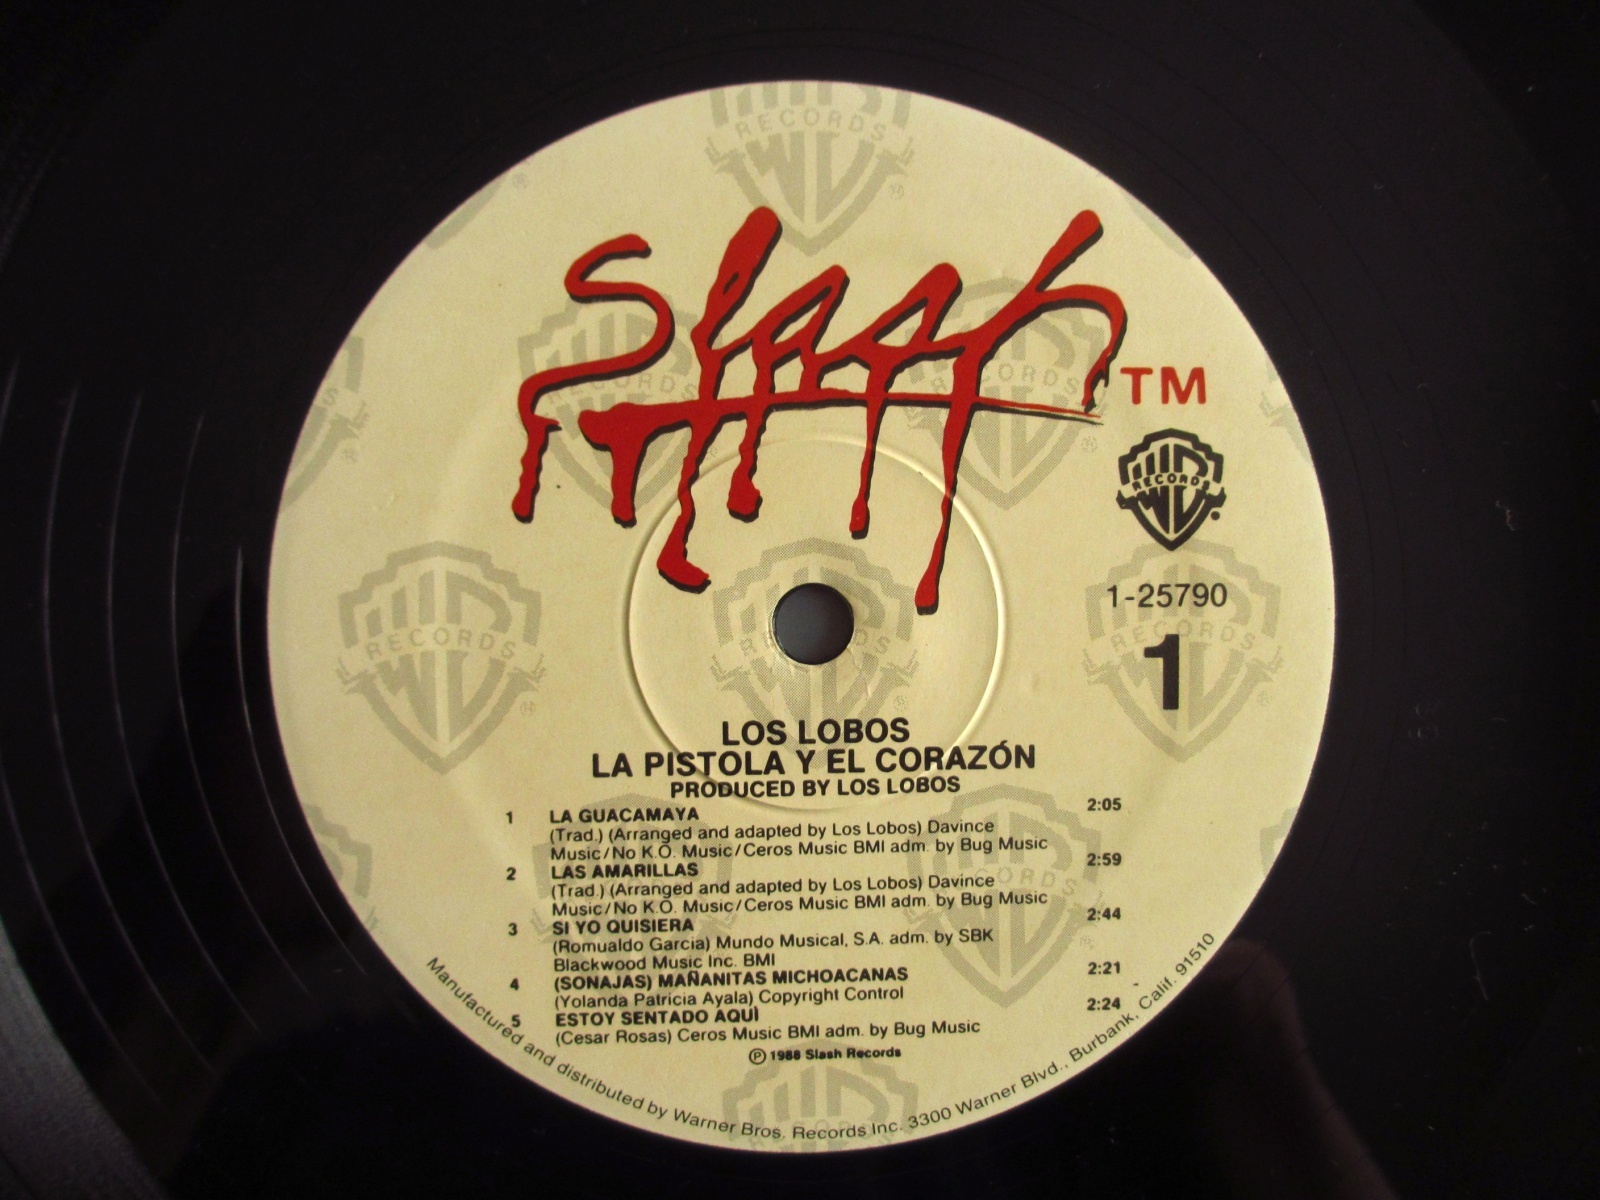 Slash TM
WB RECORDS
1-25790
1
LOS LOBOS
LA PISTOLA Y EL CORAZÓN
PRODUCED BY LOS LOBOS
1 LA GUACAMAYA 2:05
(Trad.) (Arranged and adapted by Los Lobos) Davince
Music/No K.O. Music/Ceros Music BMI adm. by Bug Music
2 LAS AMARILLAS 2:59
(Trad.) (Arranged and adapted by Los Lobos) Davince
Music/No K.O. Music/Ceros Music BMI adm. by Bug Music
3 SI YO QUISIERA 2:44
(Romualdo Garcia) Mundo Musical, S.A. adm. by SBK
Blackwood Music Inc. BMI
4 (SONAJAS) MAÑANITAS MICHOACANAS 2:21
(Yolanda Patricia Ayala) Copyright Control
5 ESTOY SENTADO AQUÌ 2:24
(Cesar Rosas) Ceros Music BMI adm. by Bug Music
℗ 1988 Slash Records
Manufactured and distributed by Warner Bros. Records Inc. 3300 Warner Blvd., Burbank, Calif. 91510